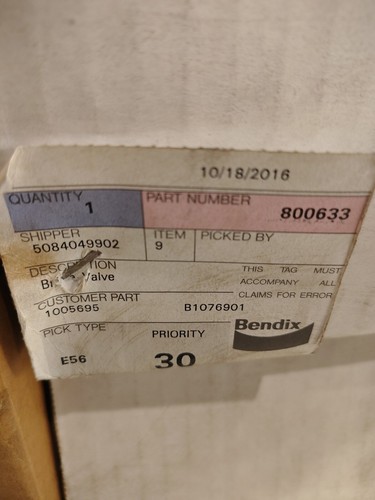 10/18/2016
QUANTITY PART NUMBER
1 800633
SHIPPER ITEM PICKED BY
5084049902 9
THIS TAG MUST
ACCOMPANY ALL
CLAIMS FOR ERROR
CUSTOMER PART
1005695 B1076901
PICK TYPE PRIORITY
E56 30
Bendix